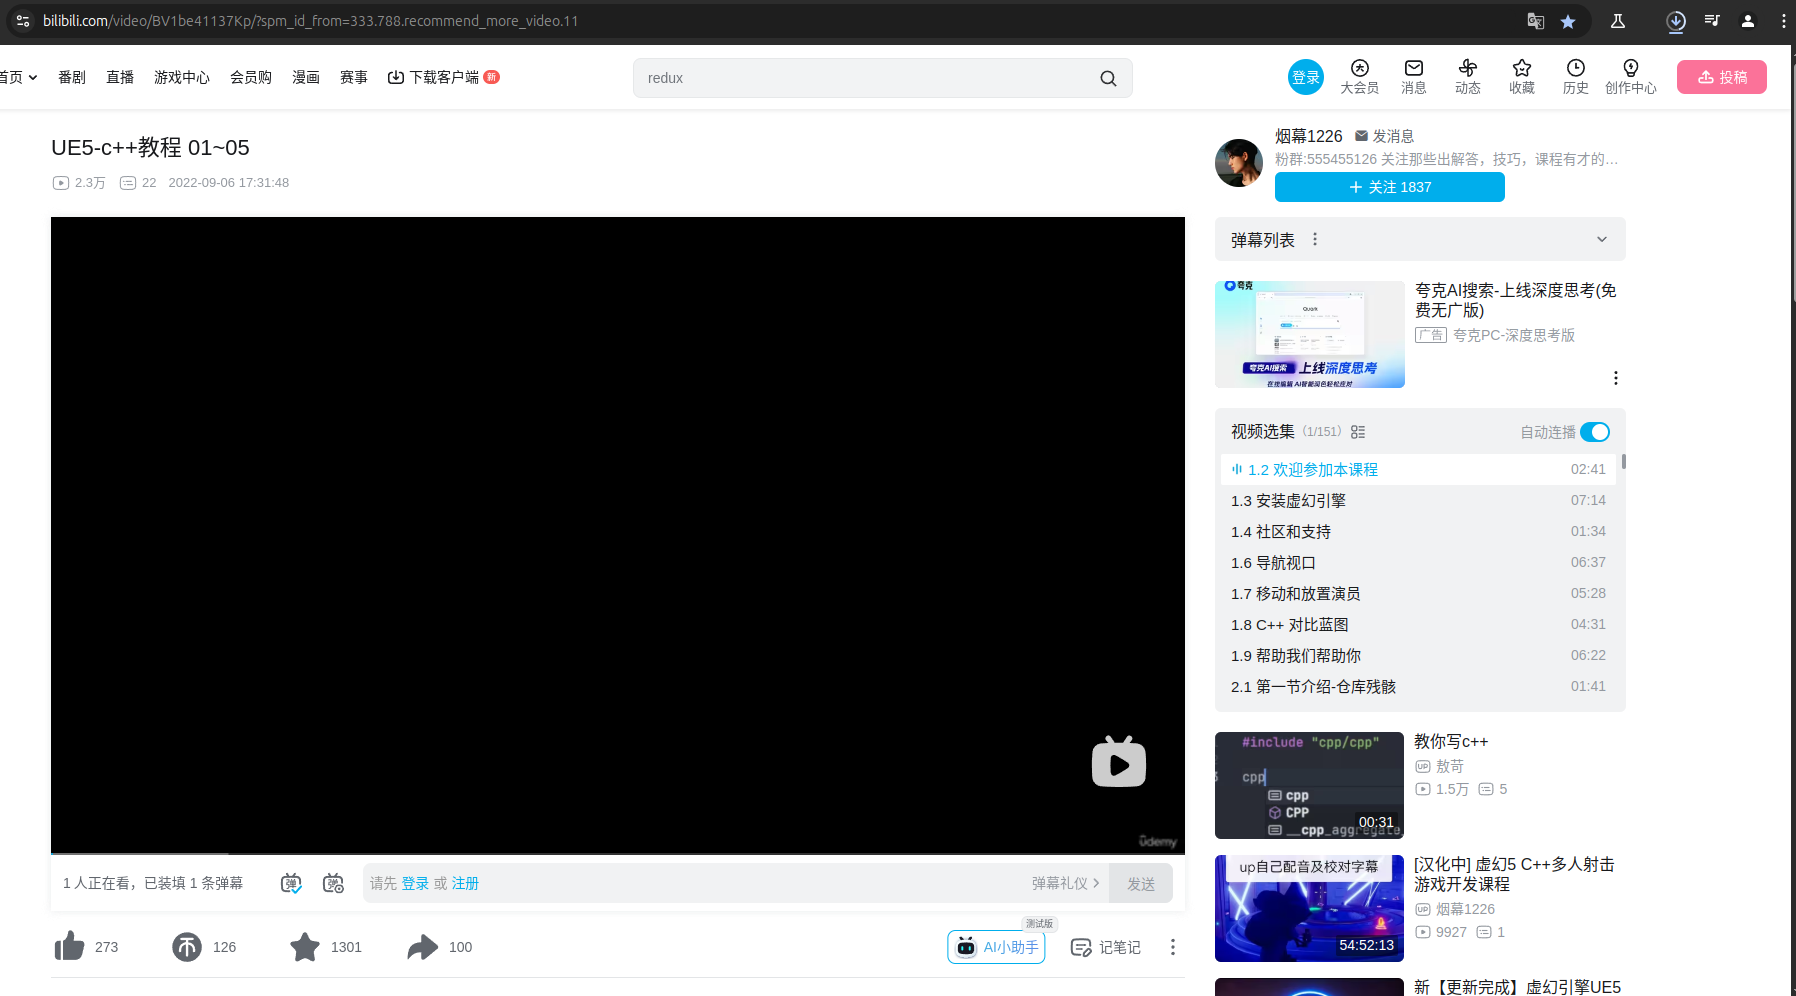 bilibili.com/video/BV1be41137Kp/?spm_id_from=333.788.recommend_more_video.11
首页 番剧 直播 游戏中心 会员购 漫画 赛事 下载客户端 新
redux
登录 大会员 消息 动态 收藏 历史 创作中心 投稿
UE5-c++教程 01~05
2.3万 22 2022-09-06 17:31:48
烟幕1226 发消息
粉群:555455126 关注那些出解答，技巧，课程有才的…
+ 关注 1837
弹幕列表
夸克
Quark
夸克AI搜索 上线深度思考
夸克AI搜索-上线深度思考(免
费无广版)
广告 夸克PC-深度思考版
视频选集 (1/151) 自动连播
1.2 欢迎参加本课程 02:41
1.3 安装虚幻引擎 07:14
1.4 社区和支持 01:34
1.6 导航视口 06:37
1.7 移动和放置演员 05:28
1.8 C++ 对比蓝图 04:31
1.9 帮助我们帮助你 06:22
2.1 第一节介绍-仓库残骸 01:41
udemy
1 人正在看，已装填 1 条弹幕 弹 弹 请先 登录 或 注册 弹幕礼仪 发送
273 126 1301 100
测试版
AI小助手 记笔记
#include "cpp/cpp"
cpp
cpp
CPP
__cpp_aggregate_
00:31
教你写c++
UP 敖苛
1.5万 5
up自己配音及校对字幕
54:52:13
[汉化中] 虚幻5 C++多人射击
游戏开发课程
UP 烟幕1226
9927 1
新【更新完成】虚幻引擎UE5